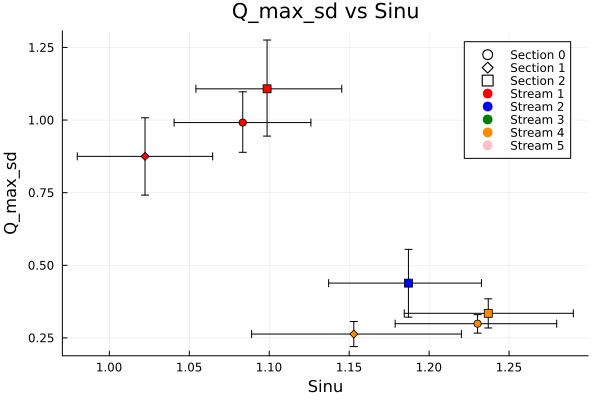 Q_max_sd vs Sinu
1.25
1.00
0.75
0.50
0.25
Q_max_sd
Section 0
Section 1
Section 2
Stream 1
Stream 2
Stream 3
Stream 4
Stream 5
1.00 1.05 1.10 1.15 1.20 1.25
Sinu